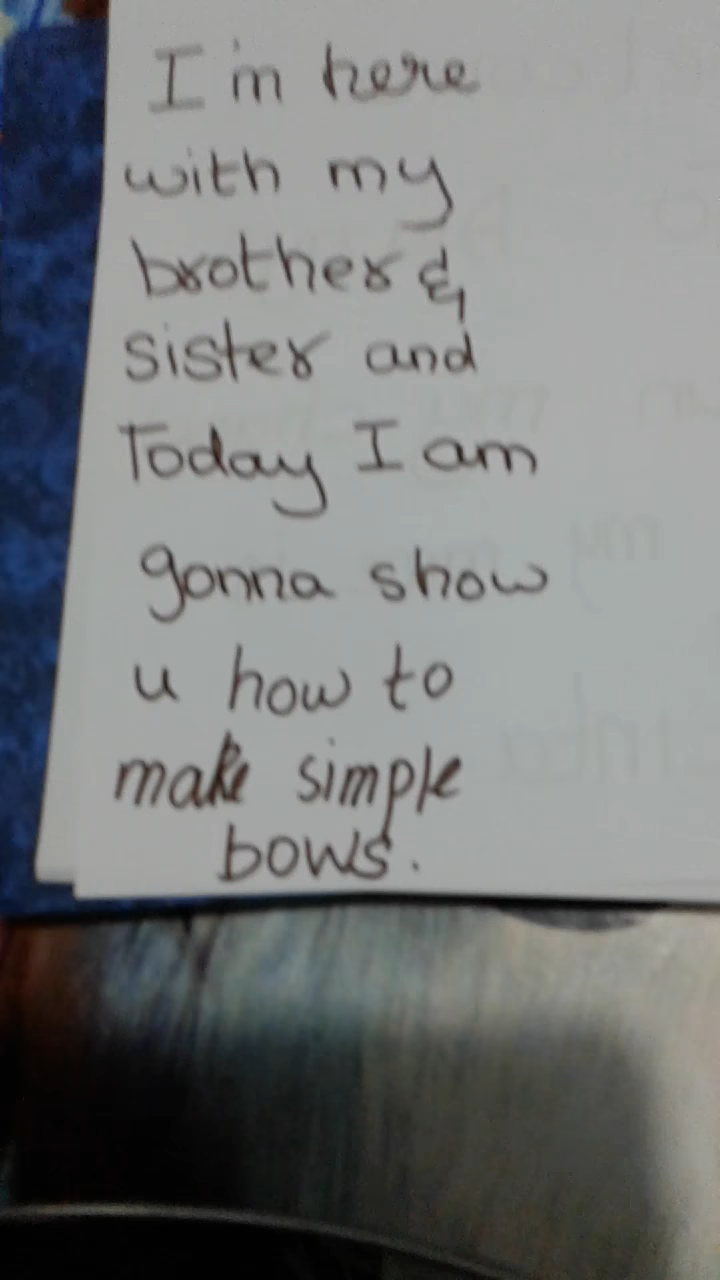 I'm here
with my
brother &
sister and
Today I am
gonna show
u how to
make simple
bows.